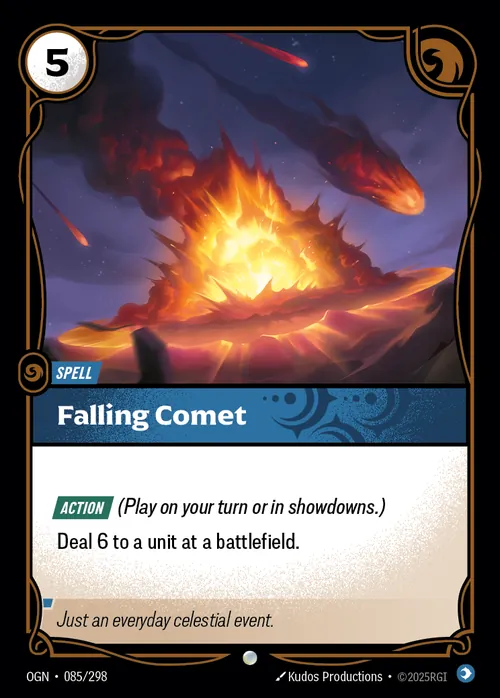 5
SPELL
Falling Comet
ACTION (Play on your turn or in showdowns.)
Deal 6 to a unit at a battlefield.
Just an everyday celestial event.
OGN • 085/298
Kudos Productions • ©2025RGI